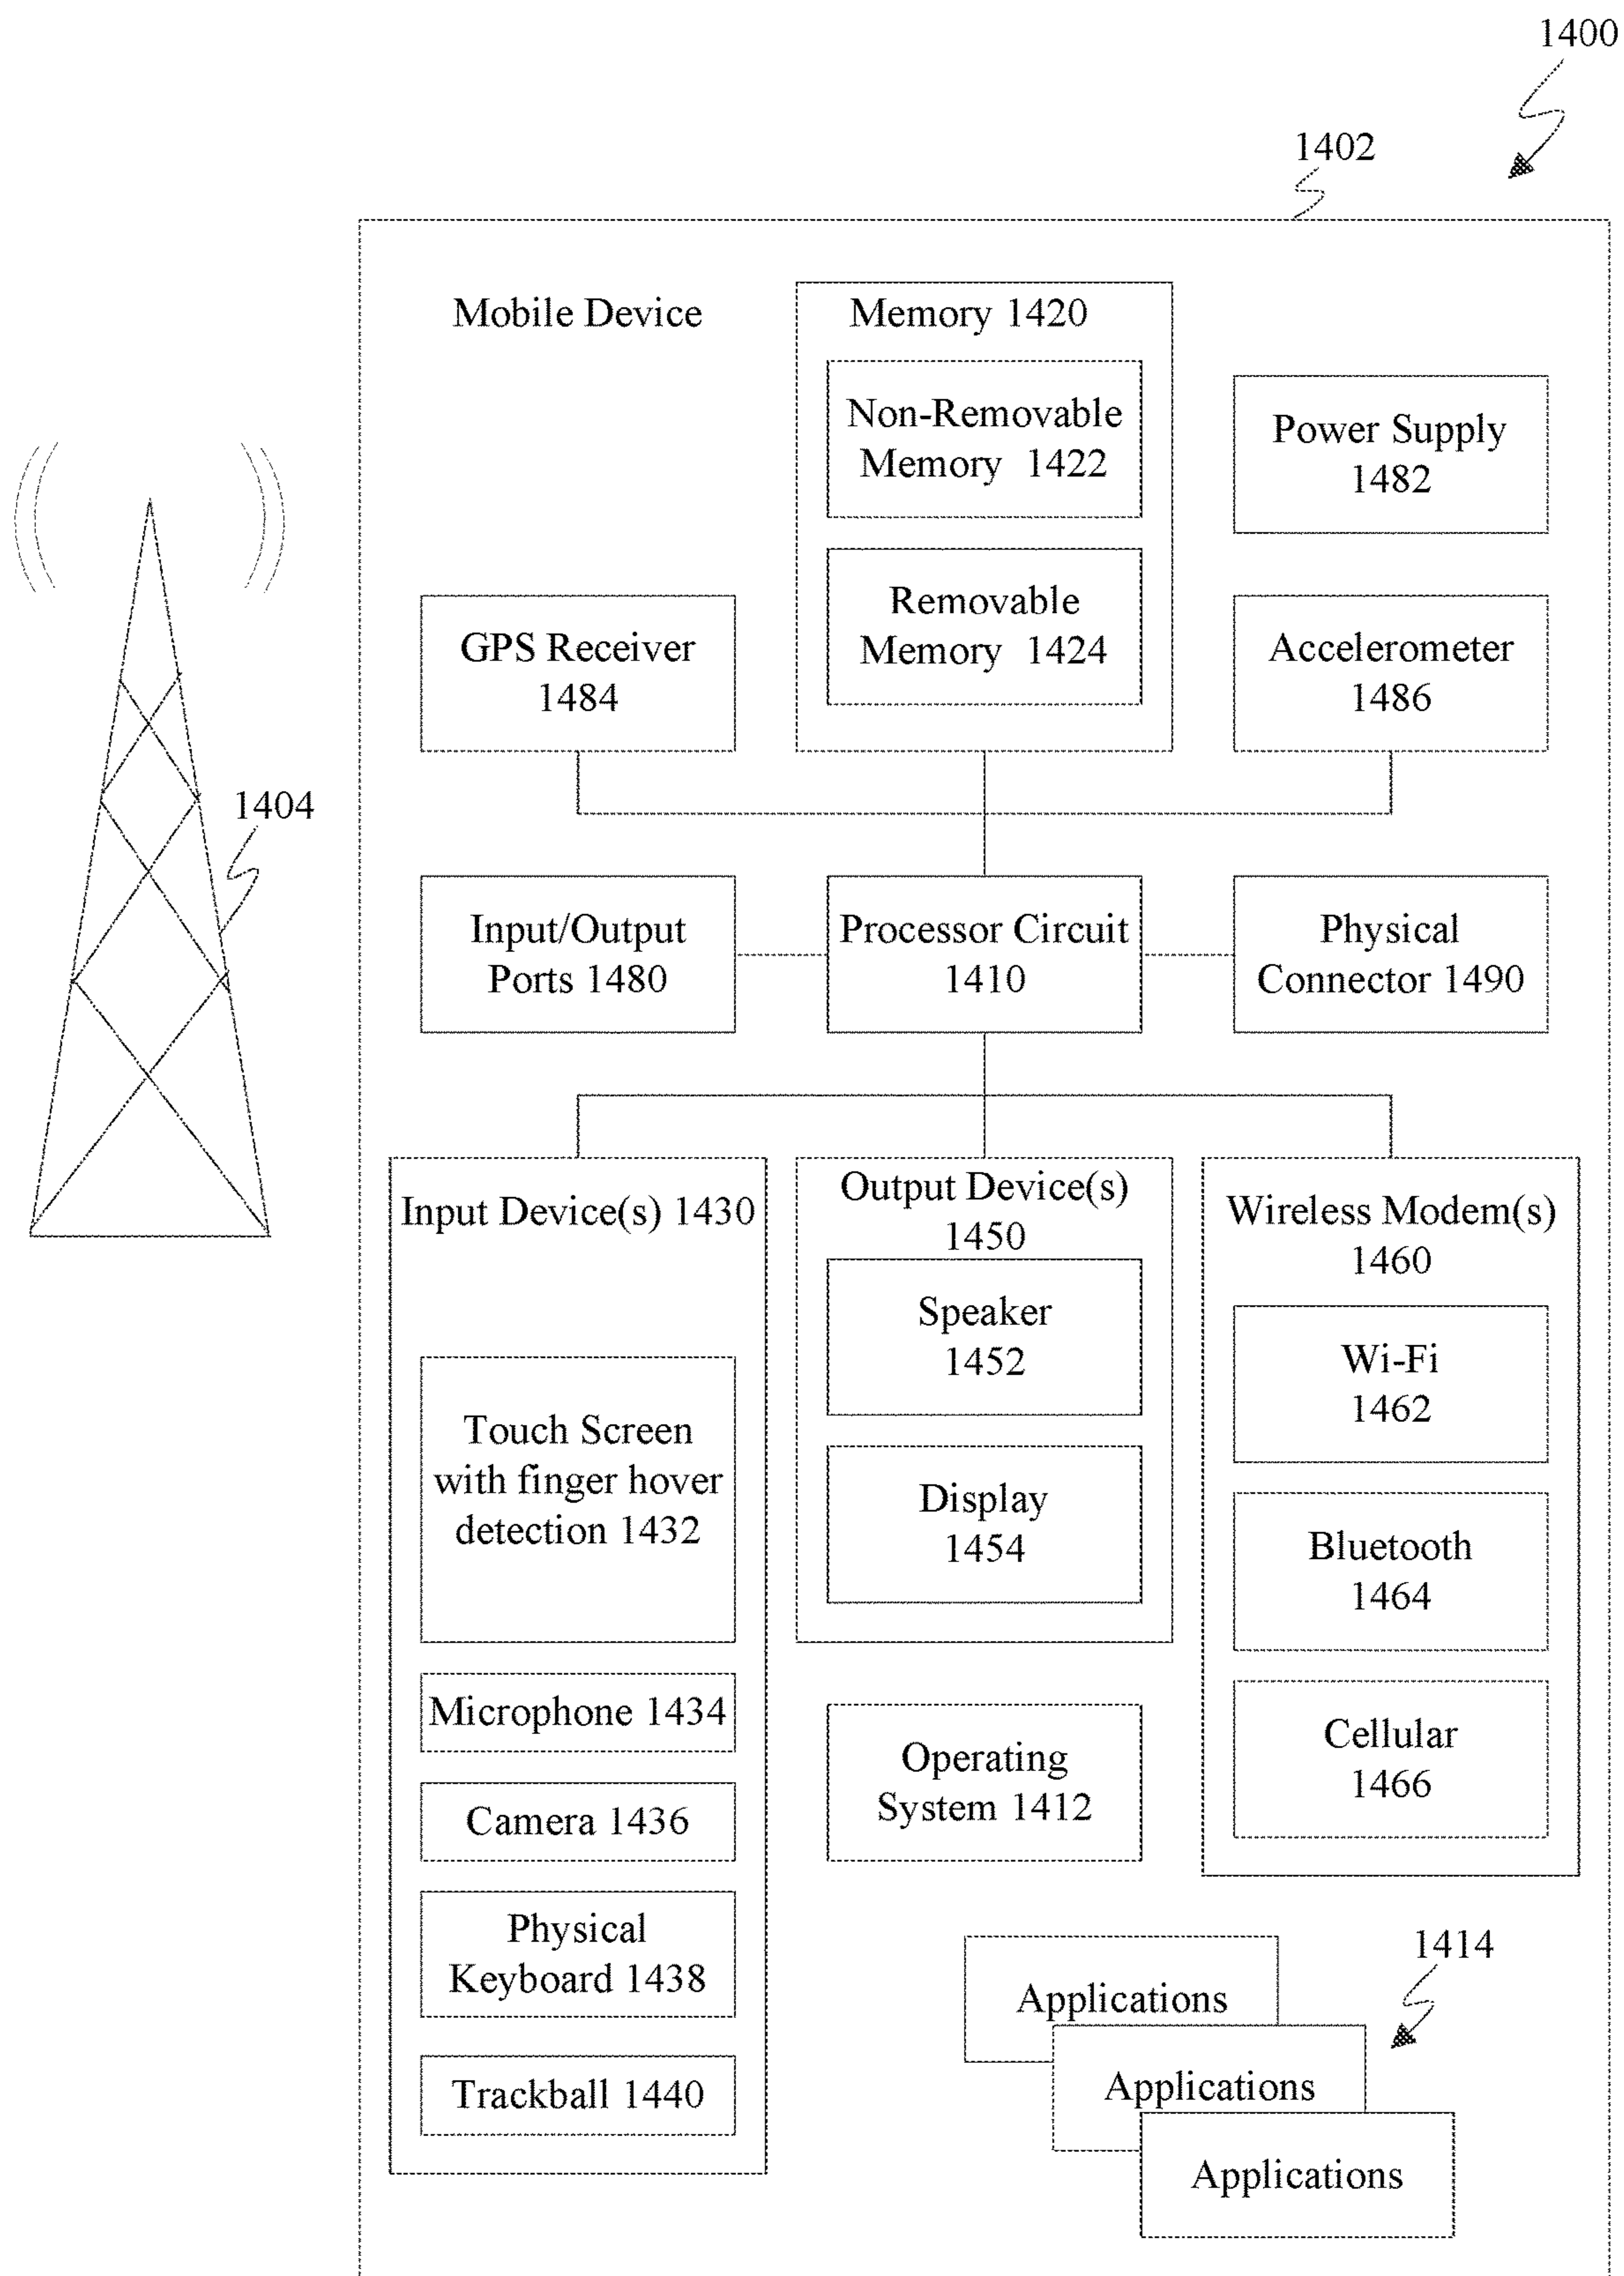 1400
1402
Mobile Device
Memory 1420
Non-Removable
Memory 1422
Power Supply
1482
Removable
Memory 1424
GPS Receiver
1484
Accelerometer
1486
1404
Input/Output
Ports 1480
Processor Circuit
1410
Physical
Connector 1490
Input Device(s) 1430
Touch Screen
with finger hover
detection 1432
Microphone 1434
Camera 1436
Physical
Keyboard 1438
Trackball 1440
Output Device(s)
1450
Speaker
1452
Display
1454
Operating
System 1412
Wireless Modem(s)
1460
Wi-Fi
1462
Bluetooth
1464
Cellular
1466
1414
Applications
Applications
Applications